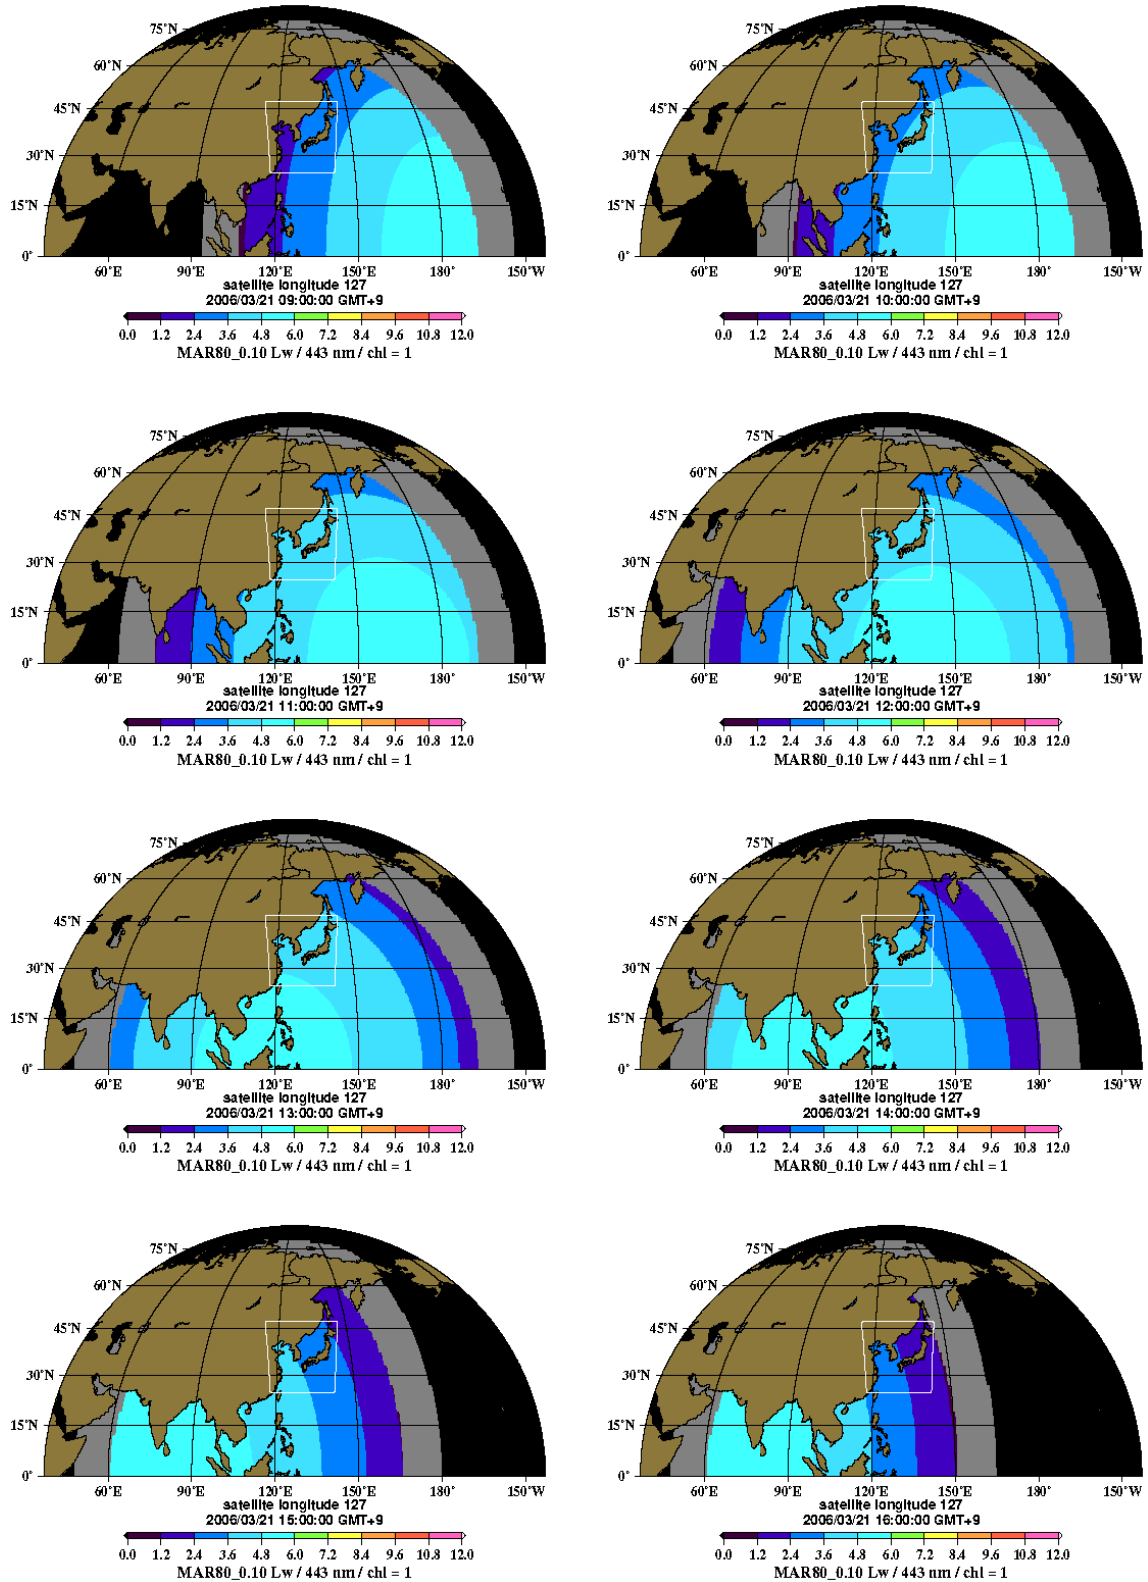 75°N
60°N
45°N
30°N
15°N
0°
60°E 90°E 120°E 150°E 180° 150°W
satellite longitude 127
2006/03/21 09:00:00 GMT+9
0.0 1.2 2.4 3.6 4.8 6.0 7.2 8.4 9.6 10.8 12.0
MAR80_0.10 Lw / 443 nm / chl = 1
75°N
60°N
45°N
30°N
15°N
0°
60°E 90°E 120°E 150°E 180° 150°W
satellite longitude 127
2006/03/21 10:00:00 GMT+9
0.0 1.2 2.4 3.6 4.8 6.0 7.2 8.4 9.6 10.8 12.0
MAR80_0.10 Lw / 443 nm / chl = 1
75°N
60°N
45°N
30°N
15°N
0°
60°E 90°E 120°E 150°E 180° 150°W
satellite longitude 127
2006/03/21 11:00:00 GMT+9
0.0 1.2 2.4 3.6 4.8 6.0 7.2 8.4 9.6 10.8 12.0
MAR80_0.10 Lw / 443 nm / chl = 1
75°N
60°N
45°N
30°N
15°N
0°
60°E 90°E 120°E 150°E 180° 150°W
satellite longitude 127
2006/03/21 12:00:00 GMT+9
0.0 1.2 2.4 3.6 4.8 6.0 7.2 8.4 9.6 10.8 12.0
MAR80_0.10 Lw / 443 nm / chl = 1
75°N
60°N
45°N
30°N
15°N
0°
60°E 90°E 120°E 150°E 180° 150°W
satellite longitude 127
2006/03/21 13:00:00 GMT+9
0.0 1.2 2.4 3.6 4.8 6.0 7.2 8.4 9.6 10.8 12.0
MAR80_0.10 Lw / 443 nm / chl = 1
75°N
60°N
45°N
30°N
15°N
0°
60°E 90°E 120°E 150°E 180° 150°W
satellite longitude 127
2006/03/21 14:00:00 GMT+9
0.0 1.2 2.4 3.6 4.8 6.0 7.2 8.4 9.6 10.8 12.0
MAR80_0.10 Lw / 443 nm / chl = 1
75°N
60°N
45°N
30°N
15°N
0°
60°E 90°E 120°E 150°E 180° 150°W
satellite longitude 127
2006/03/21 15:00:00 GMT+9
0.0 1.2 2.4 3.6 4.8 6.0 7.2 8.4 9.6 10.8 12.0
MAR80_0.10 Lw / 443 nm / chl = 1
75°N
60°N
45°N
30°N
15°N
0°
60°E 90°E 120°E 150°E 180° 150°W
satellite longitude 127
2006/03/21 16:00:00 GMT+9
0.0 1.2 2.4 3.6 4.8 6.0 7.2 8.4 9.6 10.8 12.0
MAR80_0.10 Lw / 443 nm / chl = 1